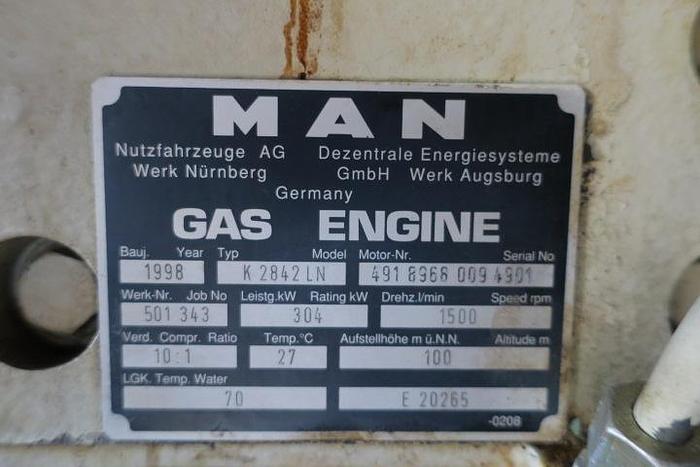 MAN
Nutzfahrzeuge AG Dezentrale Energiesysteme
Werk Nürnberg GmbH Werk Augsburg
Germany
GAS ENGINE
Bauj. Year Typ Model Motor-Nr. Serial No
1998 K 2842 LN 491 8968 009 4901
Werk-Nr. Job No Leistg.kW Rating kW Drehz.l/min Speed rpm
501 343 304 1500
Verd. Compr. Ratio Temp.°C Aufstellhöhe m ü.N.N. Altitude m
10:1 27 100
LGK. Temp. Water
70 E 20265
-0208